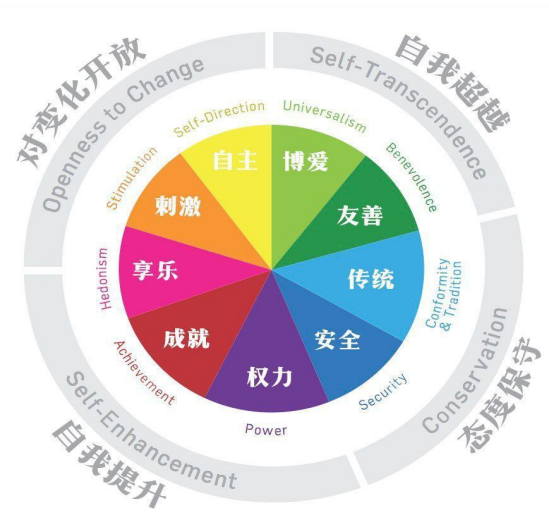 对变化开放
Openness to Change
自我超越
Self-Transcendence
态度保守
Conservation
自我提升
Self-Enhancement
Self-Direction
自主
Universalism
博爱
Benevolence
友善
Conformity
& Tradition
传统
Security
安全
Power
权力
Achievement
成就
Hedonism
享乐
Stimulation
刺激